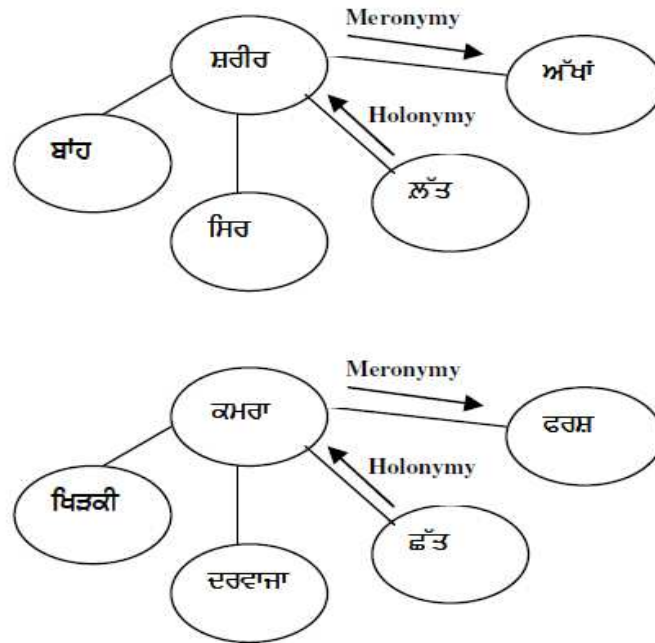 Meronymy
ਸ਼ਰੀਰ
ਅੱਖਾਂ
Holonymy
ਬਾਂਹ
ਲ਼ੱਤ
ਸਿਰ
Meronymy
ਕਮਰਾ
ਫਰਸ਼
Holonymy
ਖਿੜਕੀ
ਛੱਤ
ਦਰਵਾਜਾ